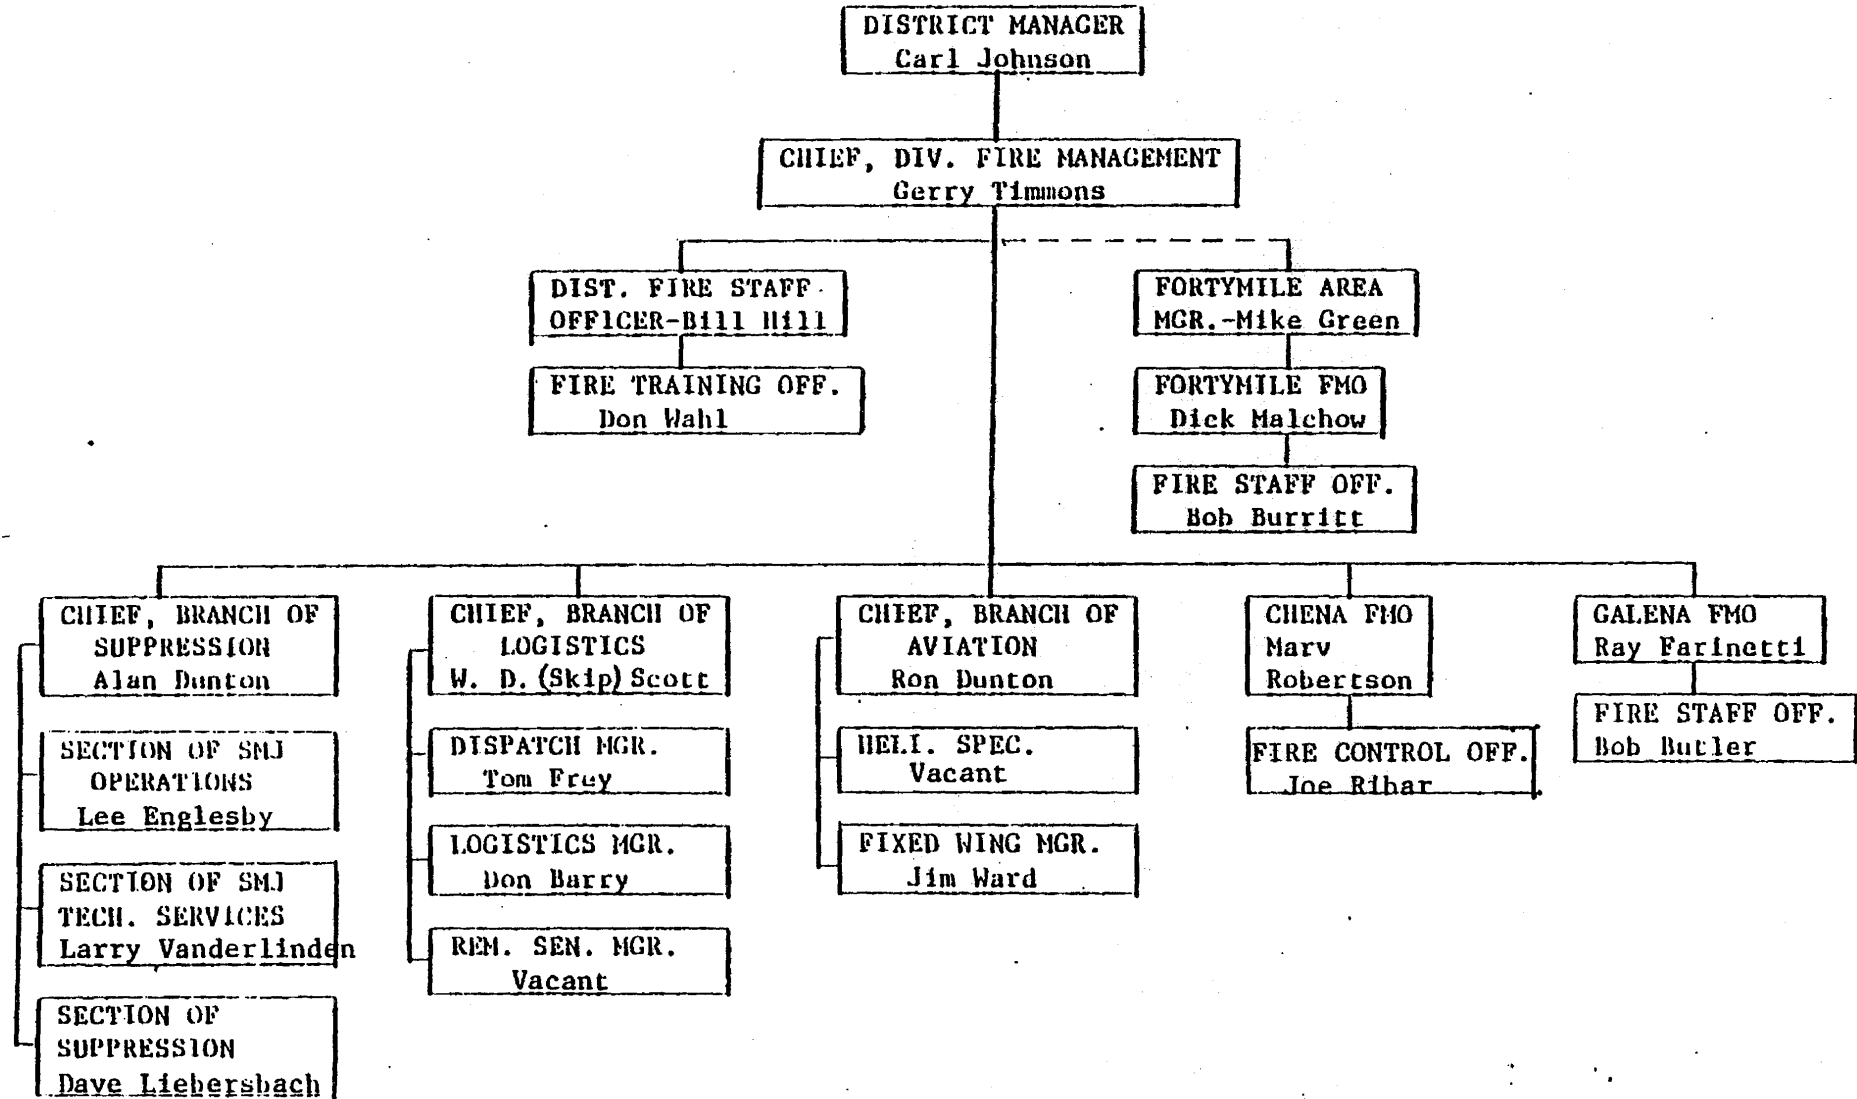 DISTRICT MANAGER
Carl Johnson
CHIEF, DIV. FIRE MANAGEMENT
Gerry Timmons
DIST. FIRE STAFF
OFFICER-Bill Hill
FIRE TRAINING OFF.
Don Wahl
FORTYMILE AREA
MGR.-Mike Green
FORTYMILE FMO
Dick Malchow
FIRE STAFF OFF.
Bob Burritt
CHIEF, BRANCH OF
SUPPRESSION
Alan Dunton
SECTION OF SMJ
OPERATIONS
Lee Englesby
SECTION OF SMJ
TECH. SERVICES
Larry Vanderlinden
SECTION OF
SUPPRESSION
Dave Liebersbach
CHIEF, BRANCH OF
LOGISTICS
W. D. (Skip) Scott
DISPATCH MGR.
Tom Frey
LOGISTICS MGR.
Don Barry
REM. SEN. MGR.
Vacant
CHIEF, BRANCH OF
AVIATION
Ron Dunton
HELI. SPEC.
Vacant
FIXED WING MGR.
Jim Ward
CHENA FMO
Marv
Robertson
FIRE CONTROL OFF.
Joe Ribar
GALENA FMO
Ray Farinetti
FIRE STAFF OFF.
Bob Butler